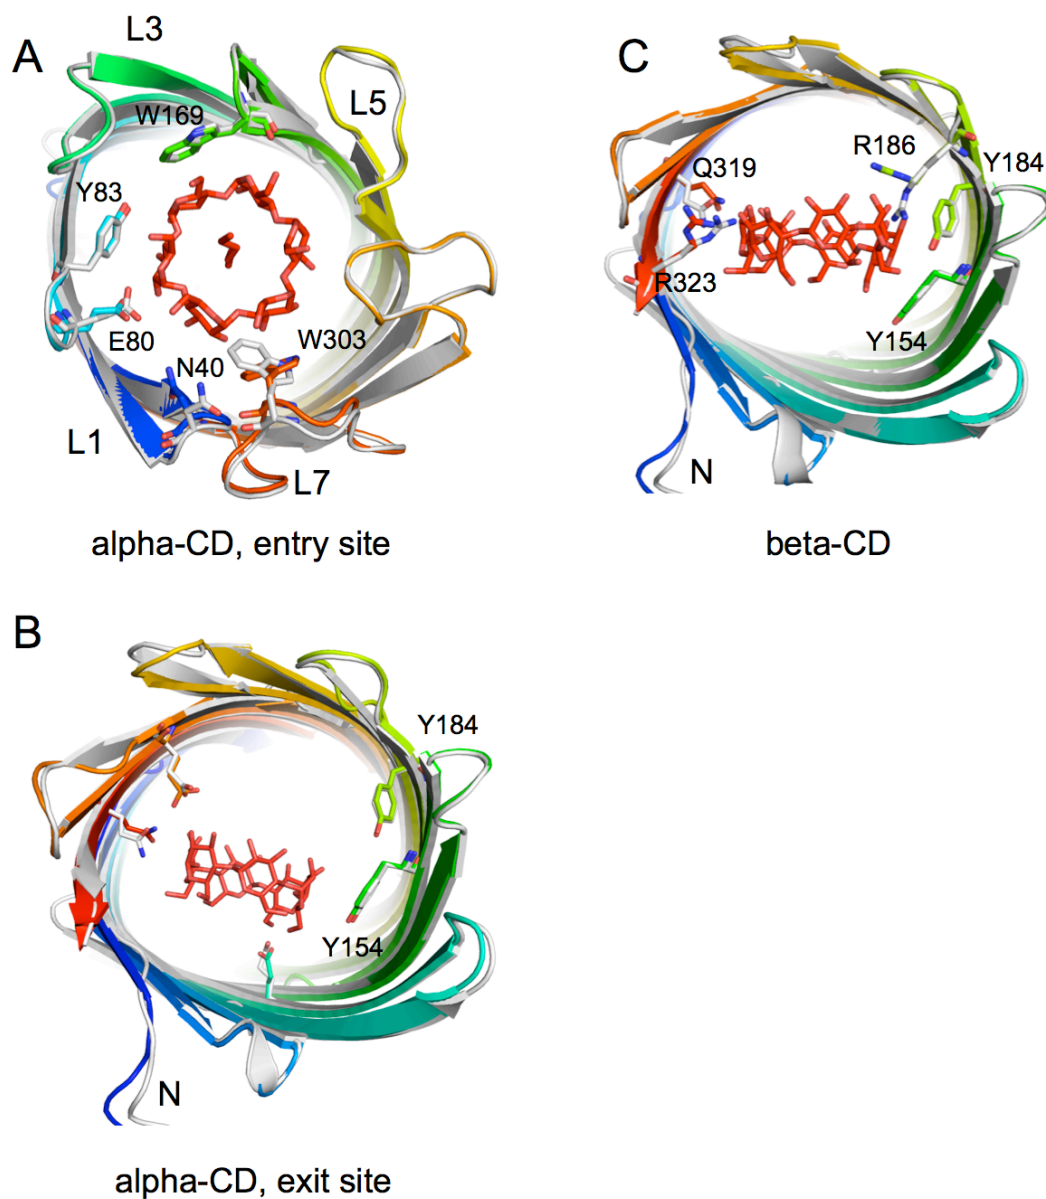 A
L3
W169
L5
Y83
E80
N40
W303
L1
L7
alpha-CD, entry site
C
R186
Y184
Q319
R323
Y154
N
beta-CD
B
Y184
Y154
N
alpha-CD, exit site